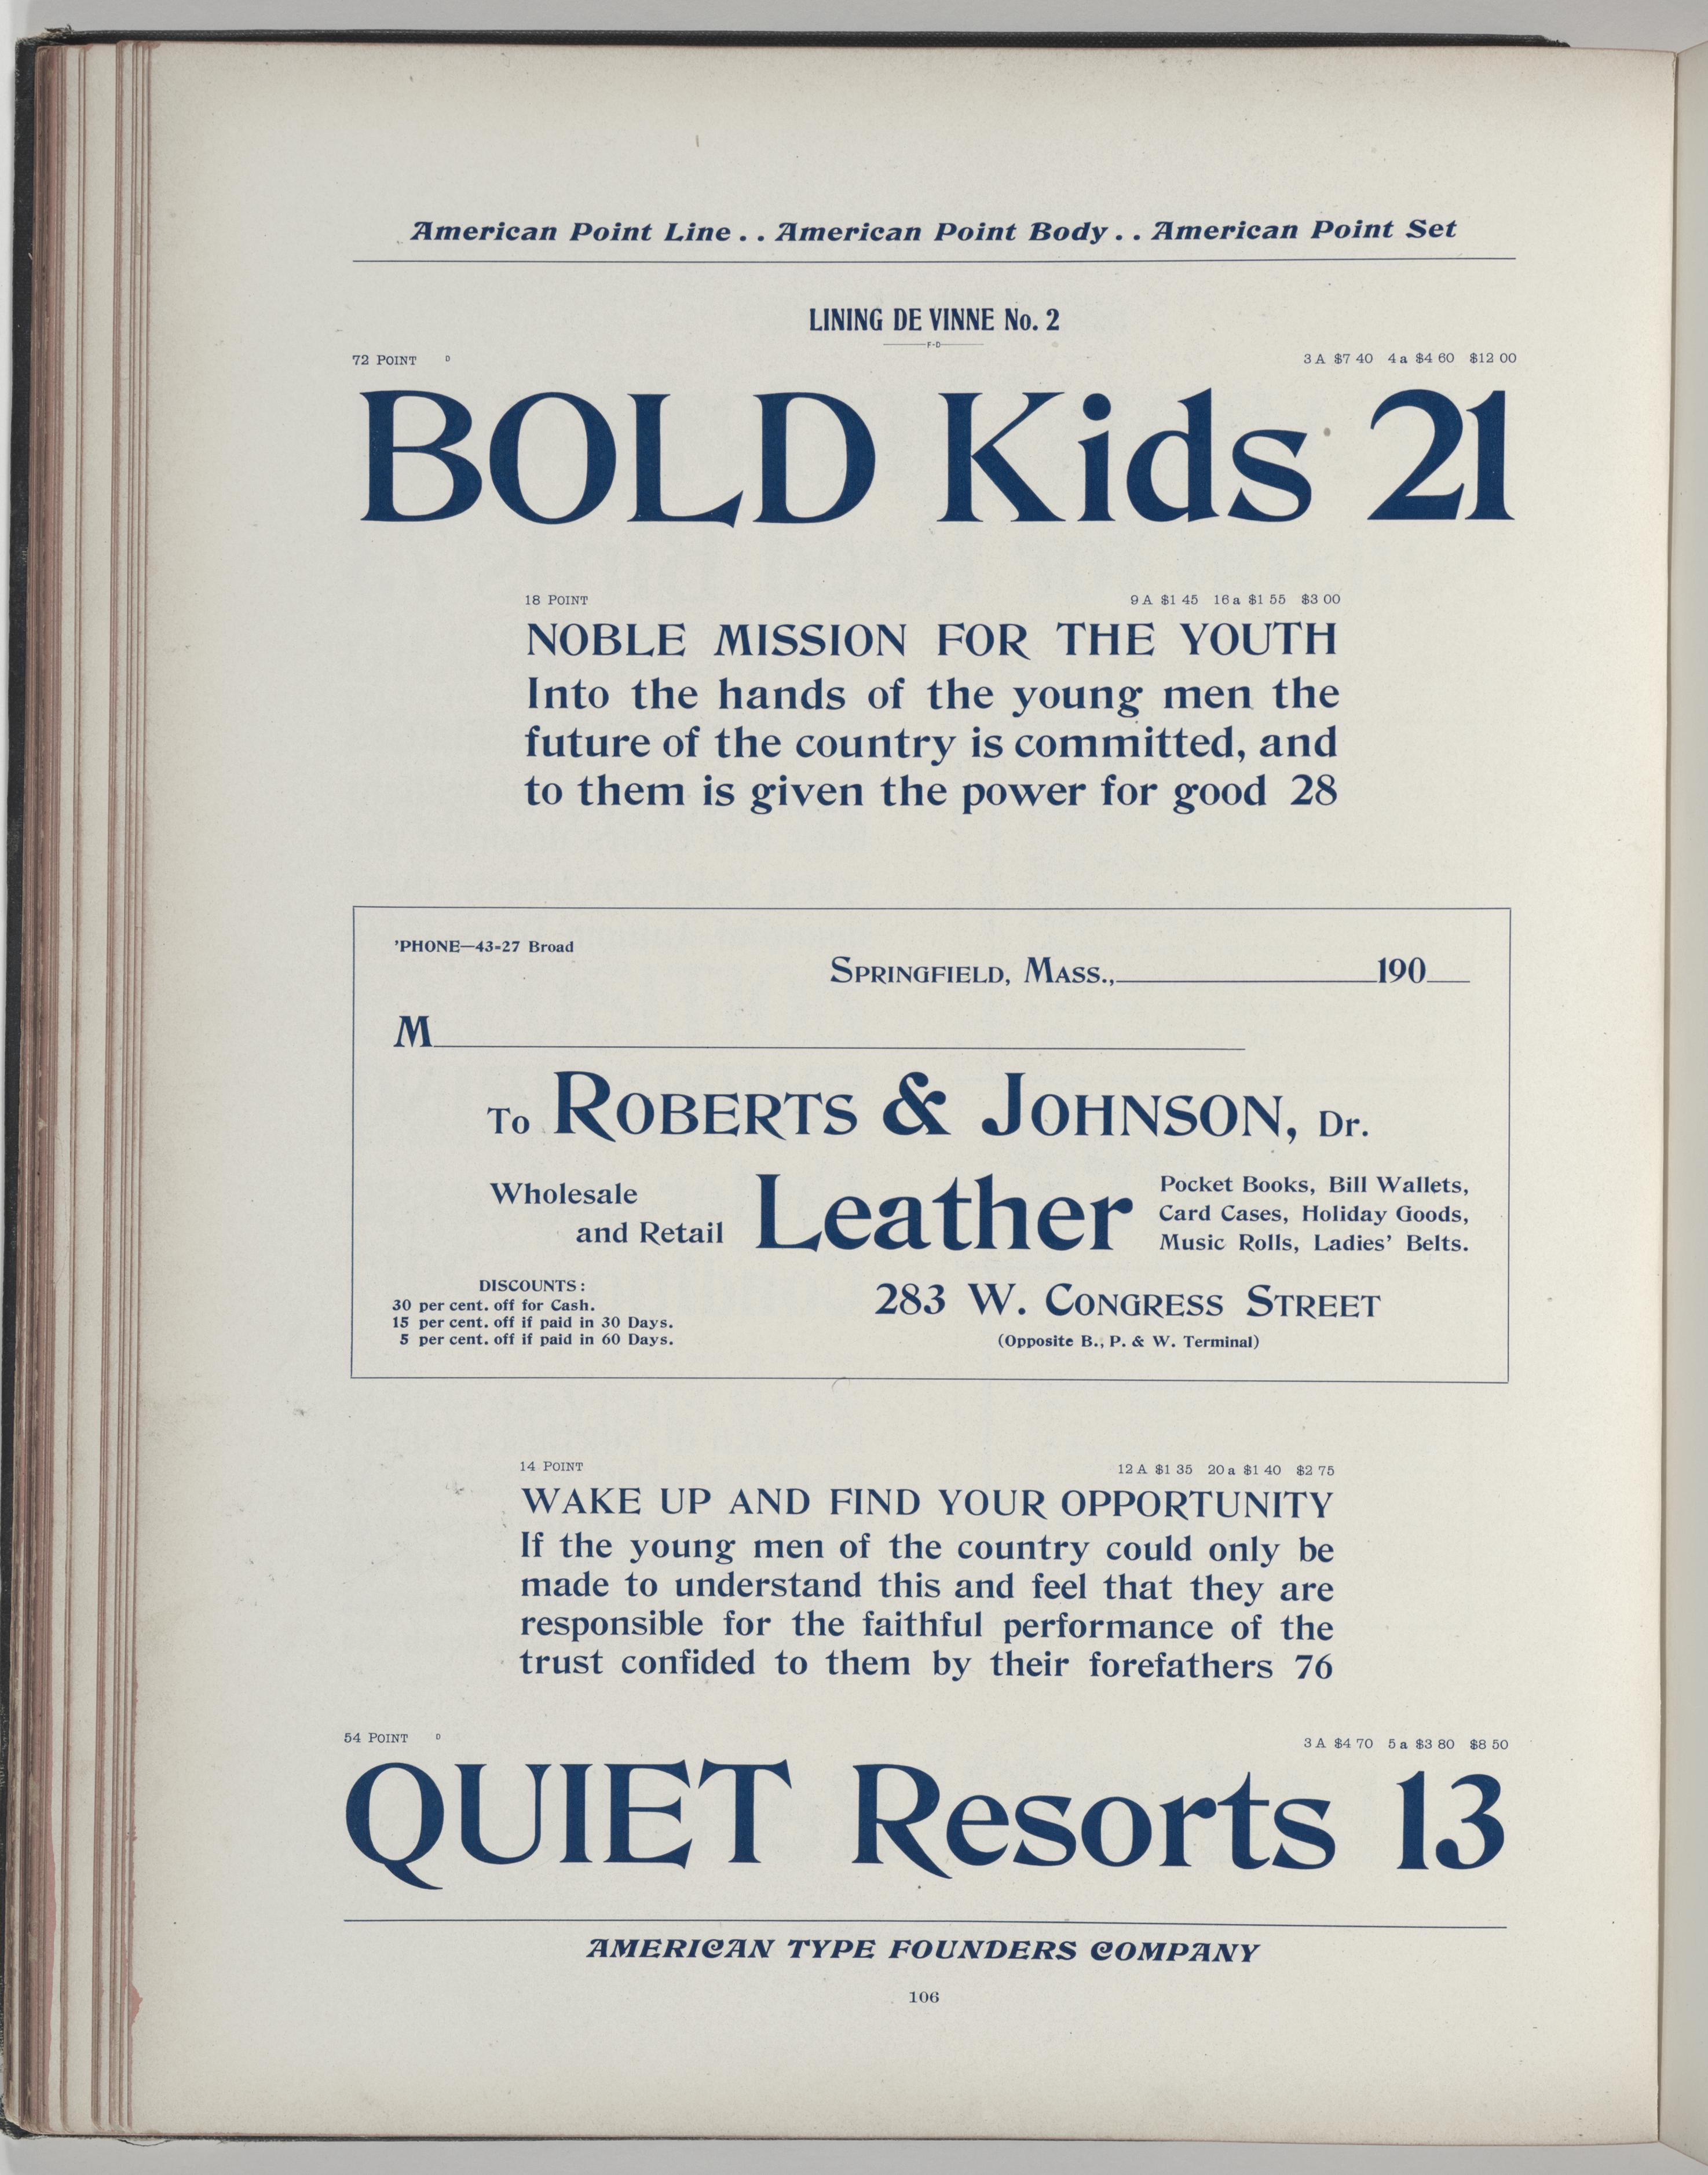 American Point Line . . American Point Body . . American Point Set
LINING DE VINNE No. 2
F-D
72 POINT D 3 A $7 40 4 a $4 60 $12 00
BOLD Kids 21
18 POINT 9 A $1 45 16 a $1 55 $3 00
NOBLE MISSION FOR THE YOUTH
Into the hands of the young men the
future of the country is committed, and
to them is given the power for good 28
'PHONE—43-27 Broad
SPRINGFIELD, MASS., 190
M
To ROBERTS & JOHNSON, Dr.
Wholesale
and Retail
Leather
Pocket Books, Bill Wallets,
Card Cases, Holiday Goods,
Music Rolls, Ladies' Belts.
DISCOUNTS:
30 per cent. off for Cash.
15 per cent. off if paid in 30 Days.
5 per cent. off if paid in 60 Days.
283 W. CONGRESS STREET
(Opposite B., P. & W. Terminal)
14 POINT 12 A $1 35 20 a $1 40 $2 75
WAKE UP AND FIND YOUR OPPORTUNITY
If the young men of the country could only be
made to understand this and feel that they are
responsible for the faithful performance of the
trust confided to them by their forefathers 76
54 POINT D 3 A $4 70 5 a $3 80 $8 50
QUIET Resorts 13
AMERICAN TYPE FOUNDERS COMPANY
106